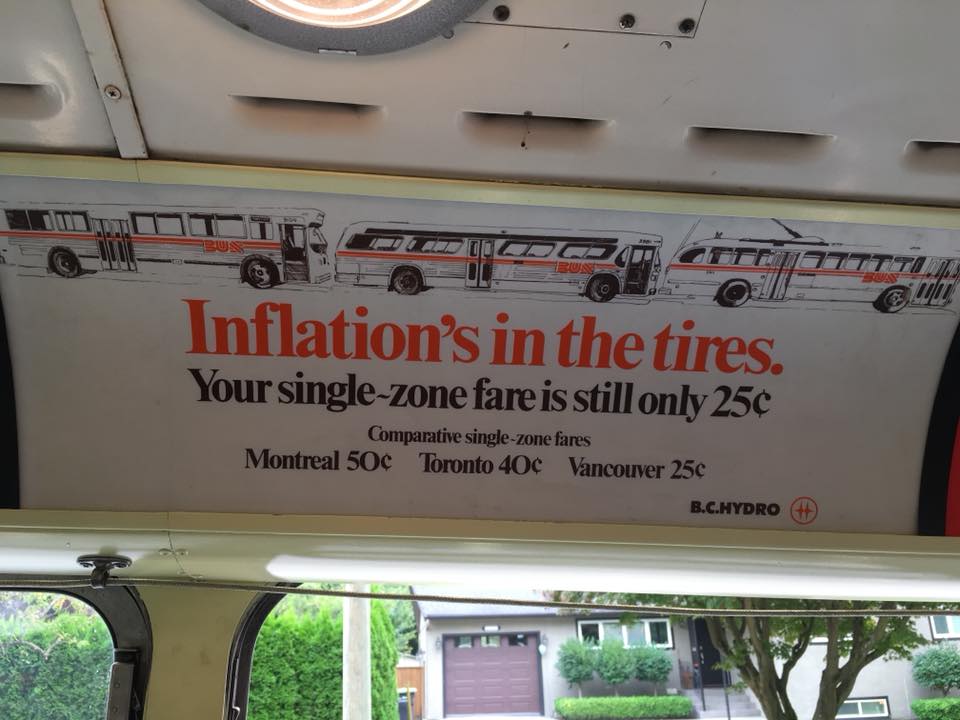 BUS BUS BUS
Inflation's in the tires.
Your single-zone fare is still only 25¢
Comparative single-zone fares
Montreal 50¢ Toronto 40¢ Vancouver 25¢
B.C.HYDRO